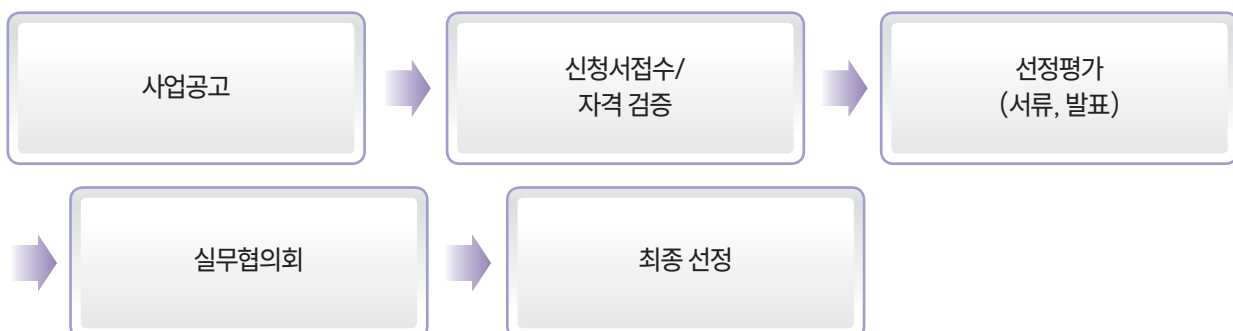 사업공고
신청서접수/
자격 검증
선정평가
(서류, 발표)
실무협의회
최종 선정